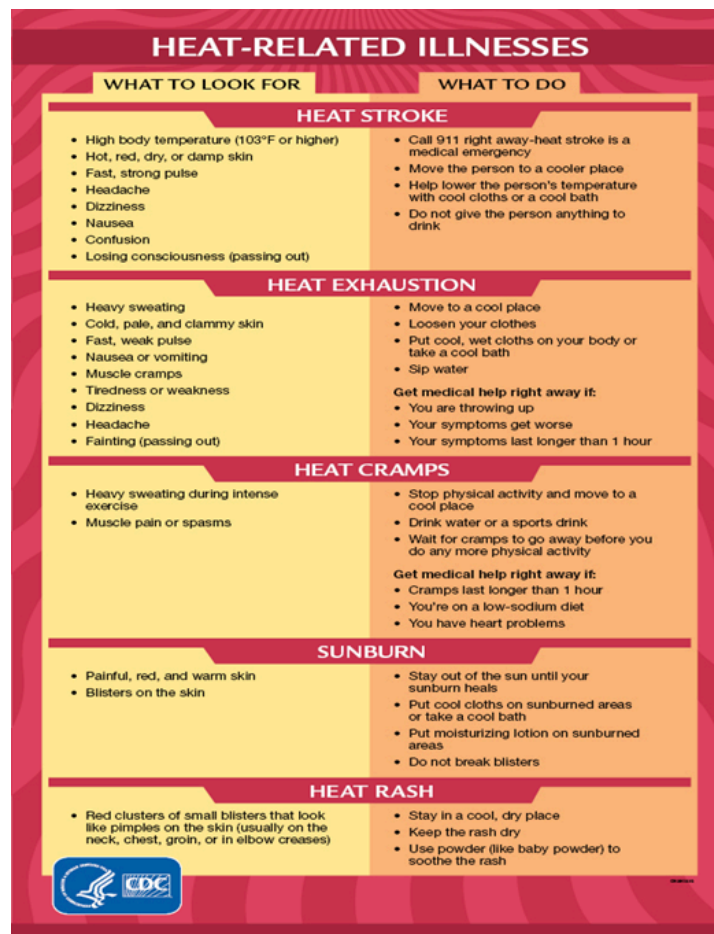 HEAT-RELATED ILLNESSES
WHAT TO LOOK FOR
WHAT TO DO
HEAT STROKE
• High body temperature (103°F or higher)
• Hot, red, dry, or damp skin
• Fast, strong pulse
• Headache
• Dizziness
• Nausea
• Confusion
• Losing consciousness (passing out)
• Call 911 right away-heat stroke is a
medical emergency
• Move the person to a cooler place
• Help lower the person's temperature
with cool cloths or a cool bath
• Do not give the person anything to
drink
HEAT EXHAUSTION
• Heavy sweating
• Cold, pale, and clammy skin
• Fast, weak pulse
• Nausea or vomiting
• Muscle cramps
• Tiredness or weakness
• Dizziness
• Headache
• Fainting (passing out)
• Move to a cool place
• Loosen your clothes
• Put cool, wet cloths on your body or
take a cool bath
• Sip water
Get medical help right away if:
• You are throwing up
• Your symptoms get worse
• Your symptoms last longer than 1 hour
HEAT CRAMPS
• Heavy sweating during intense
exercise
• Muscle pain or spasms
• Stop physical activity and move to a
cool place
• Drink water or a sports drink
• Wait for cramps to go away before you
do any more physical activity
Get medical help right away if:
• Cramps last longer than 1 hour
• You're on a low-sodium diet
• You have heart problems
SUNBURN
• Painful, red, and warm skin
• Blisters on the skin
• Stay out of the sun until your
sunburn heals
• Put cool cloths on sunburned areas
or take a cool bath
• Put moisturizing lotion on sunburned
areas
• Do not break blisters
HEAT RASH
• Red clusters of small blisters that look
like pimples on the skin (usually on the
neck, chest, groin, or in elbow creases)
• Stay in a cool, dry place
• Keep the rash dry
• Use powder (like baby powder) to
soothe the rash
CDC